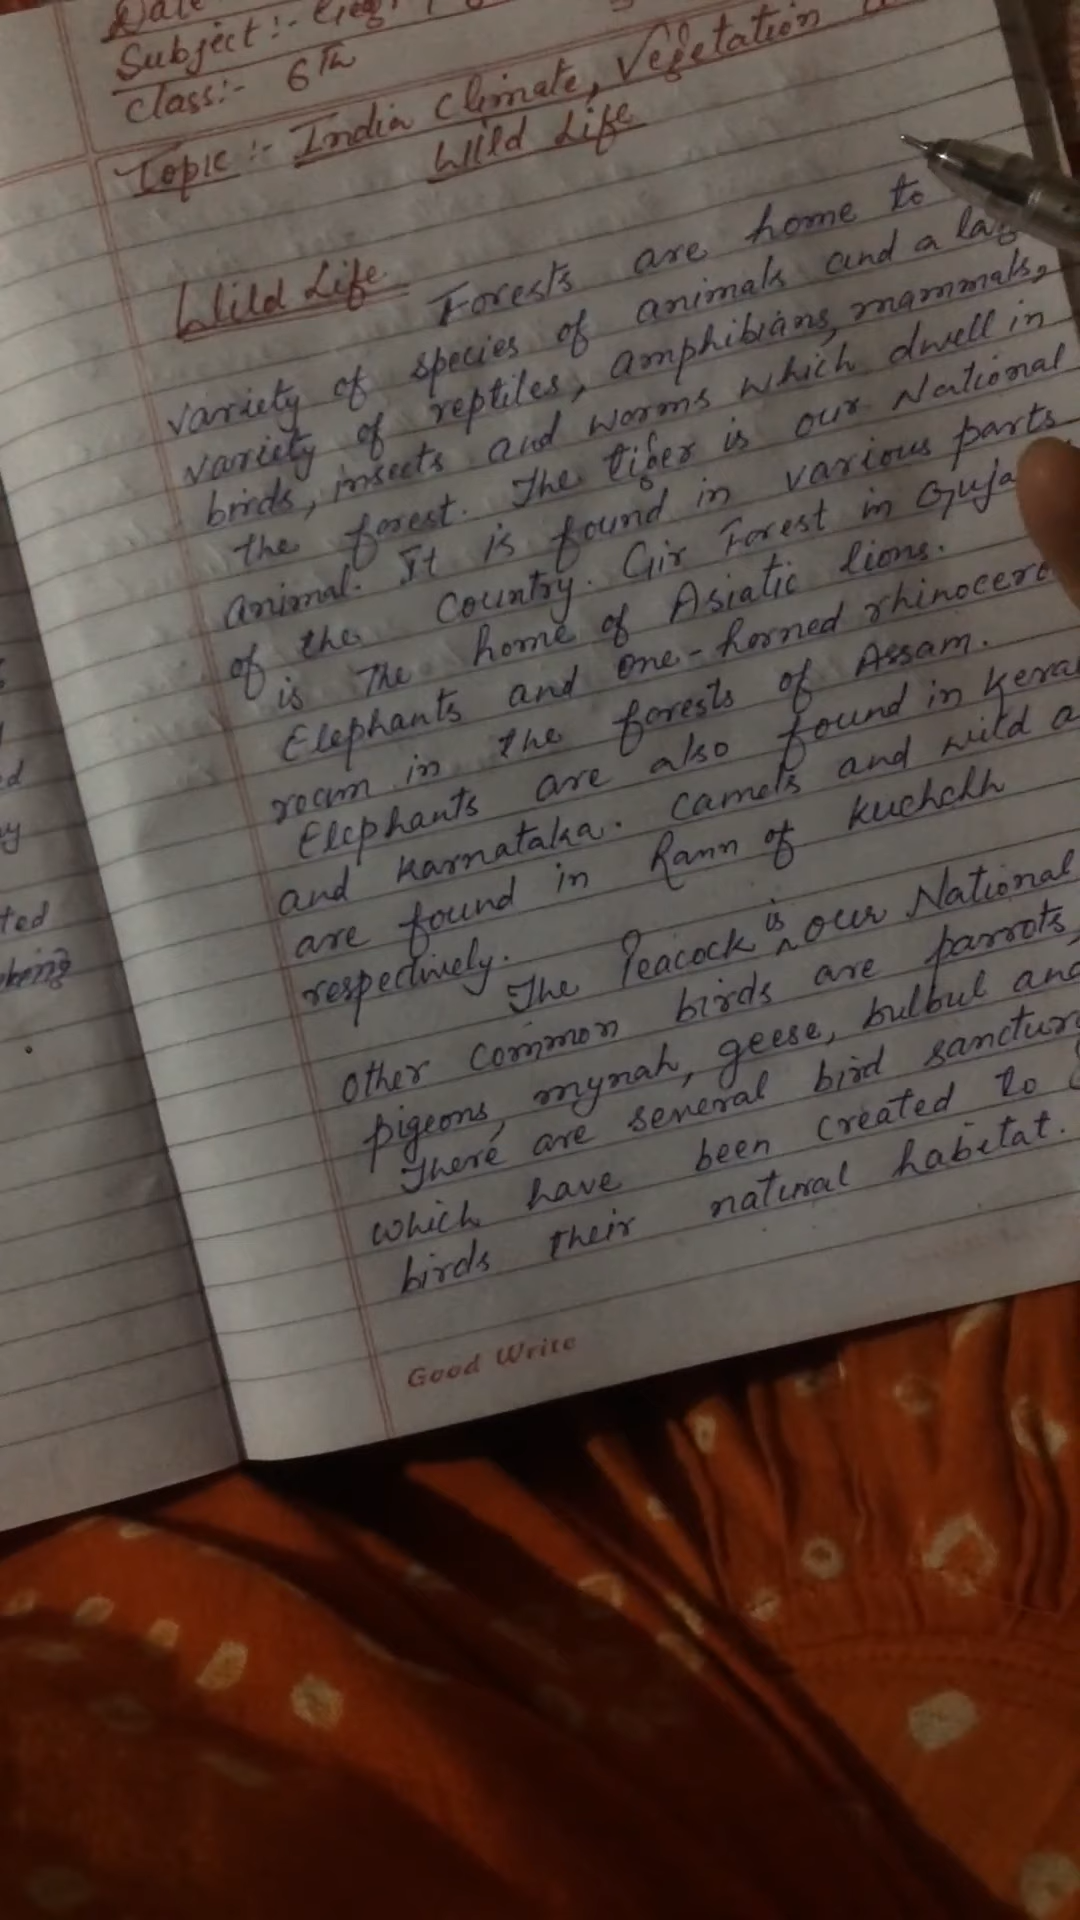 Date
Subject:-
Class:- 6th
Topic:- India Climate, Vegetation
Wild Life
Wild Life
Forests are home to
variety of species of animals and a
variety of reptiles, amphibians, mammals,
birds, insects and worms which dwell in
the forest. The tiger is our National
animal. It is found in various parts
of the country. Gir Forest in
is the home of Asiatic lions.
Elephants and one-horned
roam in the forests of Assam.
Elephants are also found in
and Karnataka. Camels and wild
are found in Rann of Kuchchh
respectively.
The Peacock is our National
other common birds are parrots,
pigeons, mynah, geese, bulbul and
There are several bird
which have been created to
birds their natural habitat.
Good Write
ted